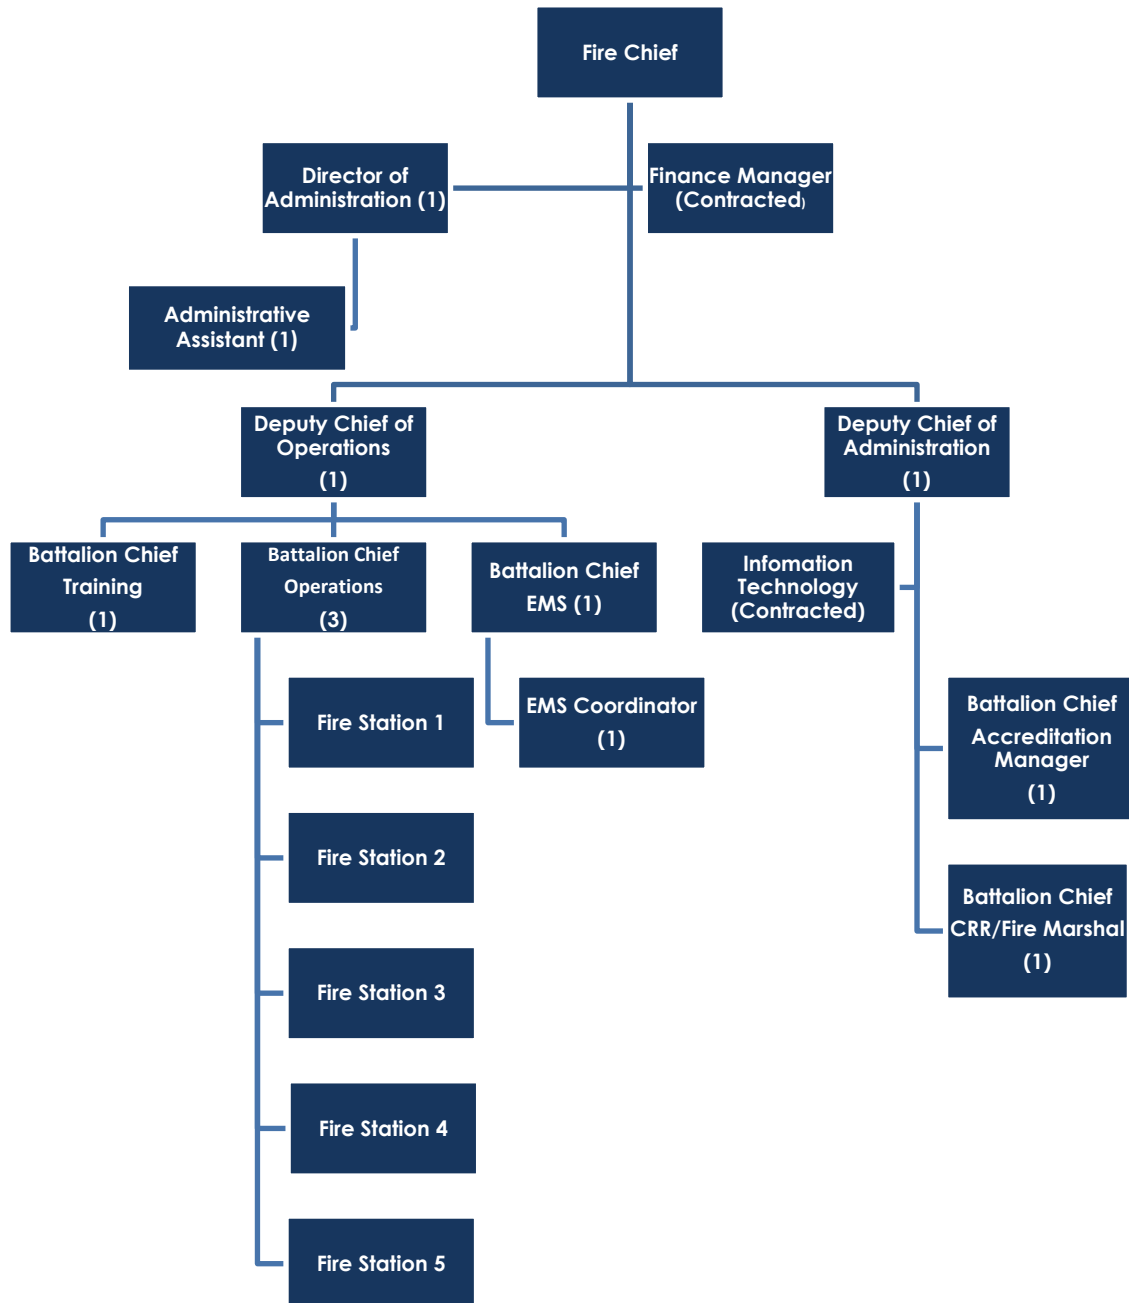 Fire Chief
Director of
Administration (1)
Finance Manager
(Contracted)
Administrative
Assistant (1)
Deputy Chief of
Operations
(1)
Deputy Chief of
Administration
(1)
Battalion Chief
Training
(1)
Battalion Chief
Operations
(3)
Battalion Chief
EMS (1)
Infomation
Technology
(Contracted)
Fire Station 1
EMS Coordinator
(1)
Battalion Chief
Accreditation
Manager
(1)
Fire Station 2
Battalion Chief
CRR/Fire Marshal
(1)
Fire Station 3
Fire Station 4
Fire Station 5